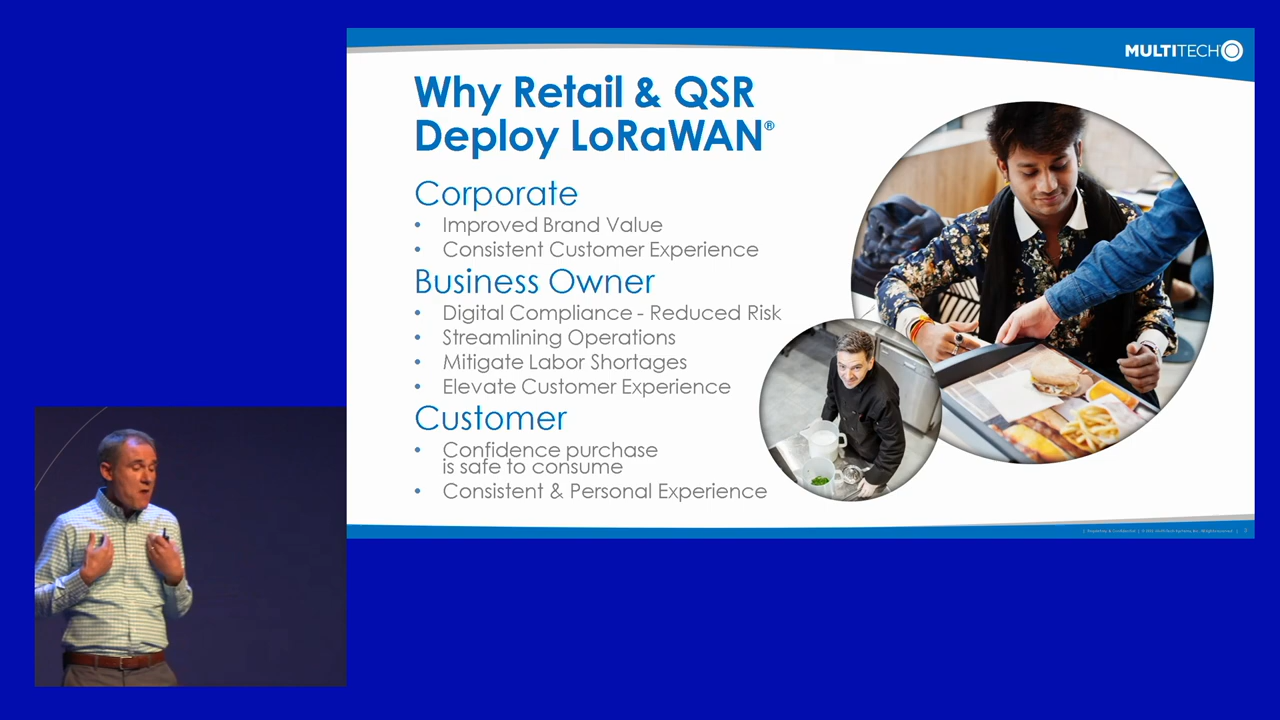 MULTITECH
Why Retail & QSR
Deploy LoRaWAN®
Corporate
• Improved Brand Value
• Consistent Customer Experience
Business Owner
• Digital Compliance - Reduced Risk
• Streamlining Operations
• Mitigate Labor Shortages
• Elevate Customer Experience
Customer
• Confidence purchase
is safe to consume
• Consistent & Personal Experience